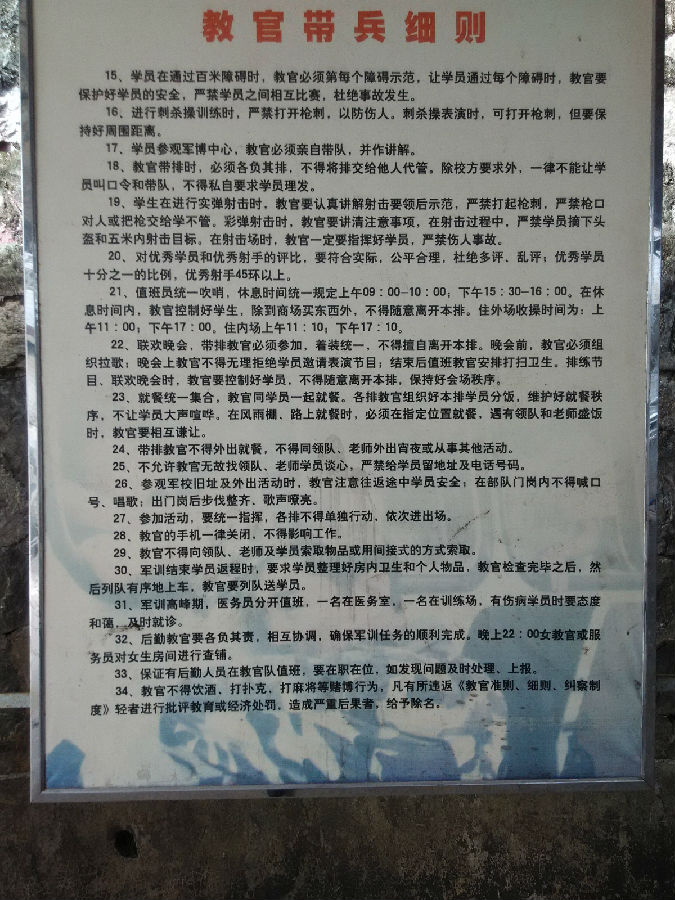 教官带兵细则
15、学员在通过百米障碍时，教官必须第每个障碍示范，让学员通过每个障碍时，教官要
保护好学员的安全，严禁学员之间相互比赛，杜绝事故发生。
16、进行刺杀操训练时，严禁打开枪刺，以防伤人。刺杀操表演时，可打开枪刺，但要保
持好周围距离。
17、学员参观军博中心，教官必须亲自带队，并作讲解。
18、教官带排时，必须各负其排，不得将排交给他人代管。除校方要求外，一律不能让学
员叫口令和带队，不得私自要求学员理发。
19、学生在进行实弹射击时，教官要认真讲解射击要领后示范，严禁打起枪刺，严禁枪口
对人或把枪交给学不管。彩弹射击时，教官要讲清注意事项，在射击过程中，严禁学员摘下头
盔和五米内射击目标。在射击场时，教官一定要指挥好学员，严禁伤人事故。
20、对优秀学员和优秀射手的评比，要符合实际，公平合理，杜绝多评、乱评；优秀学员
十分之一的比例，优秀射手45环以上。
21、值班员统一吹哨，休息时间统一规定上午09：00-10：00；下午15：30-16：00。在休
息时间内，教官控制好学生，除到商场买东西外，不得随意离开本排。住外场收操时间为：上
午11：00；下午17：00。住内场上午11：10；下午17：10。
22、联欢晚会、带排教官必须参加，着装统一，不得擅自离开本排。晚会前，教官必须组
织拉歌；晚会上教官不得无理拒绝学员邀请表演节目；结束后值班教官安排打扫卫生。排练节
目、联欢晚会时，教官要控制好学员，不得随意离开本排，保持好会场秩序。
23、就餐统一集合，教官同学员一起就餐。各排教官组织好本排学员分饭，维护好就餐秩
序，不让学员大声喧哗。在风雨棚、路上就餐时，必须在指定位置就餐，遇有领队和老师盛饭
时，教官要相互谦让。
24、带排教官不得外出就餐，不得同领队、老师外出宵夜或从事其他活动。
25、不允许教官无故找领队、老师学员谈心，严禁给学员留地址及电话号码。
26、参观军校旧址及外出活动时，教官注意往返途中学员安全；在部队门岗内不得喊口
号、唱歌；出门岗后步伐整齐、歌声嘹亮。
27、参加活动，要统一指挥，各排不得单独行动，依次进出场。
28、教官的手机一律关闭，不得影响工作。
29、教官不得向领队、老师及学员索取物品或用间接式的方式索取。
30、军训结束学员返程时，要求学员整理好房内卫生和个人物品，教官检查完毕之后，然
后列队有序地上车，教官要列队送学员。
31、军训高峰期，医务员分开值班，一名在医务室，一名在训练场，有伤病学员时要态度
和蔼，及时就诊。
32、后勤教官要各负其责，相互协调，确保军训任务的顺利完成。晚上22：00女教官或服
务员对女生房间进行查铺。
33、保证有后勤人员在教官队值班，要在职在位，如发现问题及时处理、上报。
34、教官不得饮酒、打扑克，打麻将等赌博行为，凡有所违返《教官准则、细则、纠察制
度》轻者进行批评教育或经济处罚，造成严重后果者，给予除名。